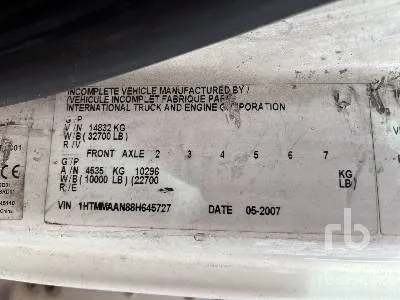 INCOMPLETE VEHICLE MANUFACTURED BY /
/VEHICULE INCOMPLET FABRIQUE PAR
INTERNATIONAL TRUCK AND ENGINE CORPORATION
G/P
V/N 14832 KG
W/B (32700 LB)
R/V
FRONT AXLE 2 3 4 5 6 7
G/P
A/N 4535 KG 10296 KG
W/B (10000 LB) (22700 LB)
R/E
VIN 1HTMMAAN88H645727 DATE 05-2007
rb